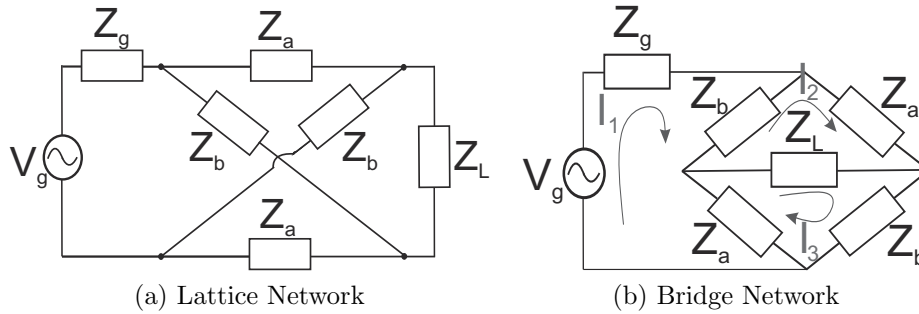 Z_g
Z_a
Z_b
Z_b
Z_L
V_g
Z_a
(a) Lattice Network
Z_g
I_1
I_2
Z_b
Z_a
Z_L
V_g
Z_a
I_3
Z_b
(b) Bridge Network